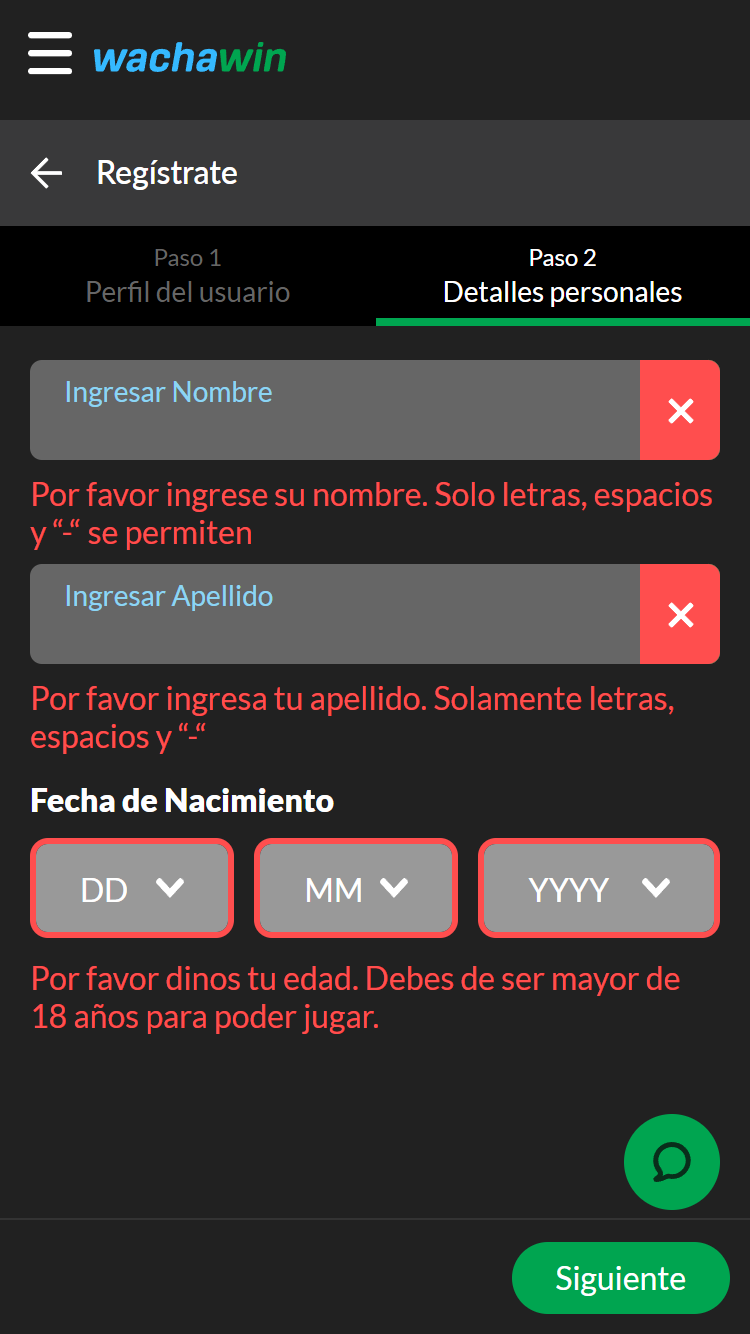 wachawin
Regístrate
Paso 1
Perfil del usuario
Paso 2
Detalles personales
Ingresar Nombre
Por favor ingrese su nombre. Solo letras, espacios
y “-“ se permiten
Ingresar Apellido
Por favor ingresa tu apellido. Solamente letras,
espacios y “-“
Fecha de Nacimiento
DD
MM
YYYY
Por favor dinos tu edad. Debes de ser mayor de
18 años para poder jugar.
Siguiente